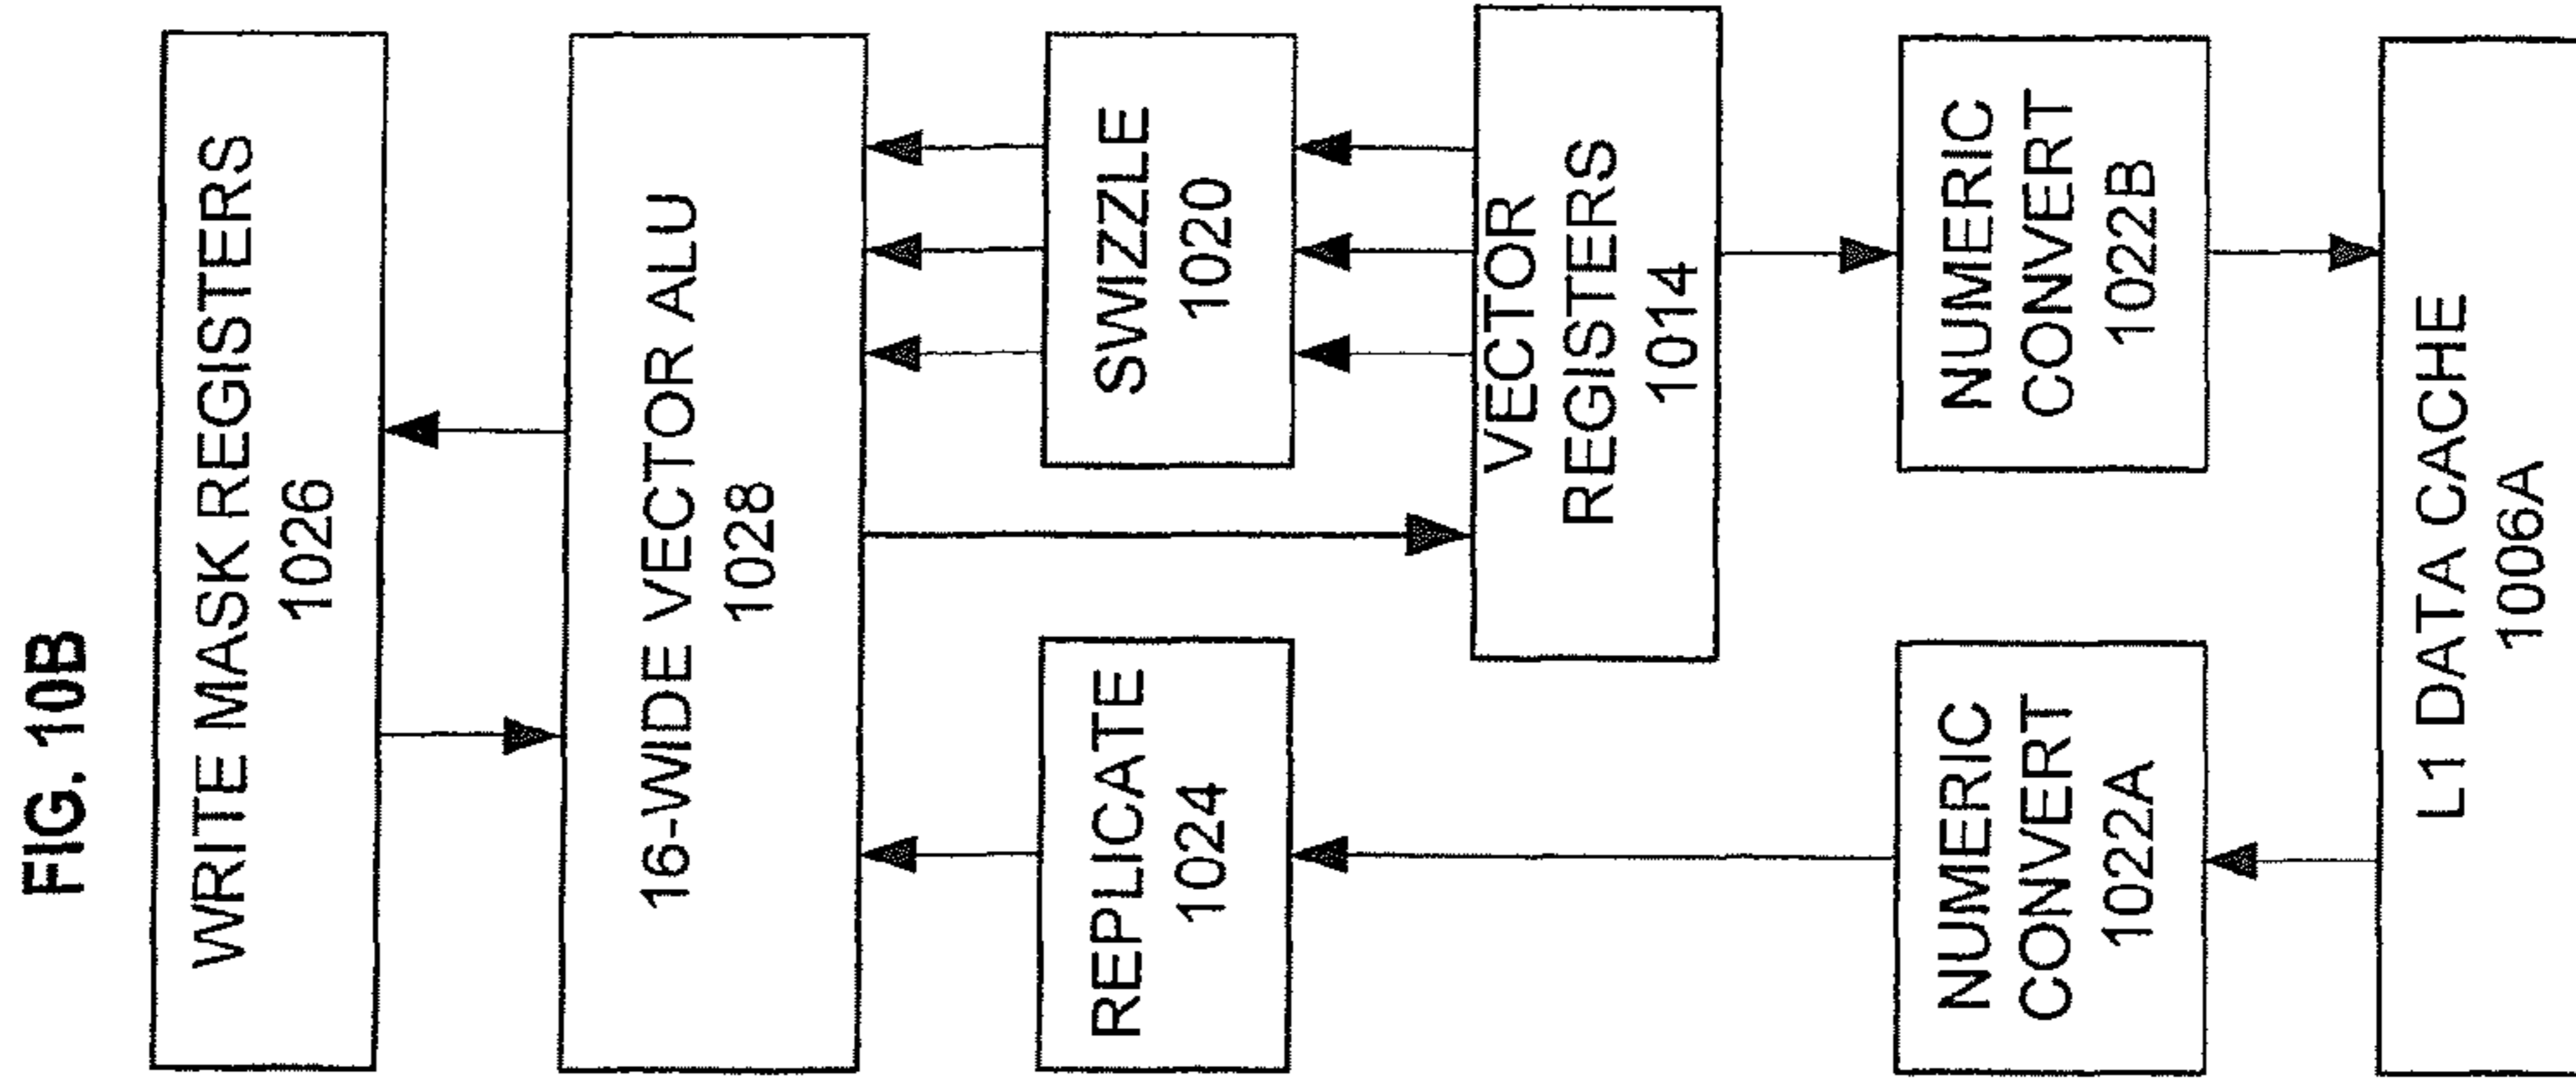 FIG. 10B
WRITE MASK REGISTERS
1026
16-WIDE VECTOR ALU
1028
REPLICATE
1024
SWIZZLE
1020
VECTOR
REGISTERS
1014
NUMERIC
CONVERT
1022A
NUMERIC
CONVERT
1022B
L1 DATA CACHE
1006A